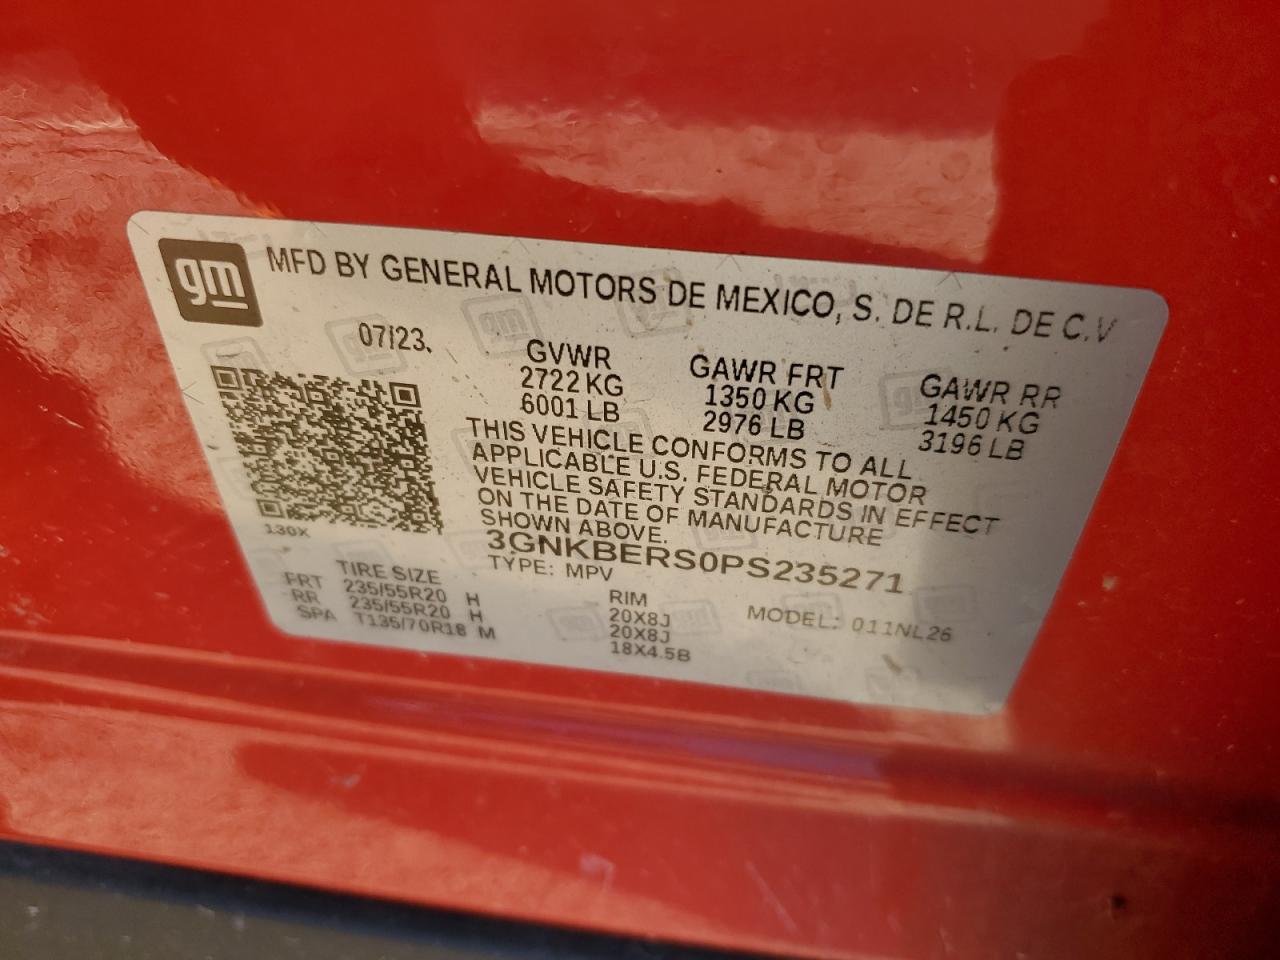 gm MFD BY GENERAL MOTORS DE MEXICO, S. DE R.L. DE C.V
07/23
GVWR GAWR FRT GAWR RR
2722 KG 1350 KG 1450 KG
6001 LB 2976 LB 3196 LB
THIS VEHICLE CONFORMS TO ALL
APPLICABLE U.S. FEDERAL MOTOR
VEHICLE SAFETY STANDARDS IN EFFECT
ON THE DATE OF MANUFACTURE
SHOWN ABOVE.
130X
3GNKBERS0PS235271
TYPE: MPV
TIRE SIZE RIM MODEL: 011NL26
FRT 235/55R20 H 20X8J
RR 235/55R20 H 20X8J
SPA T135/70R18 M 18X4.5B